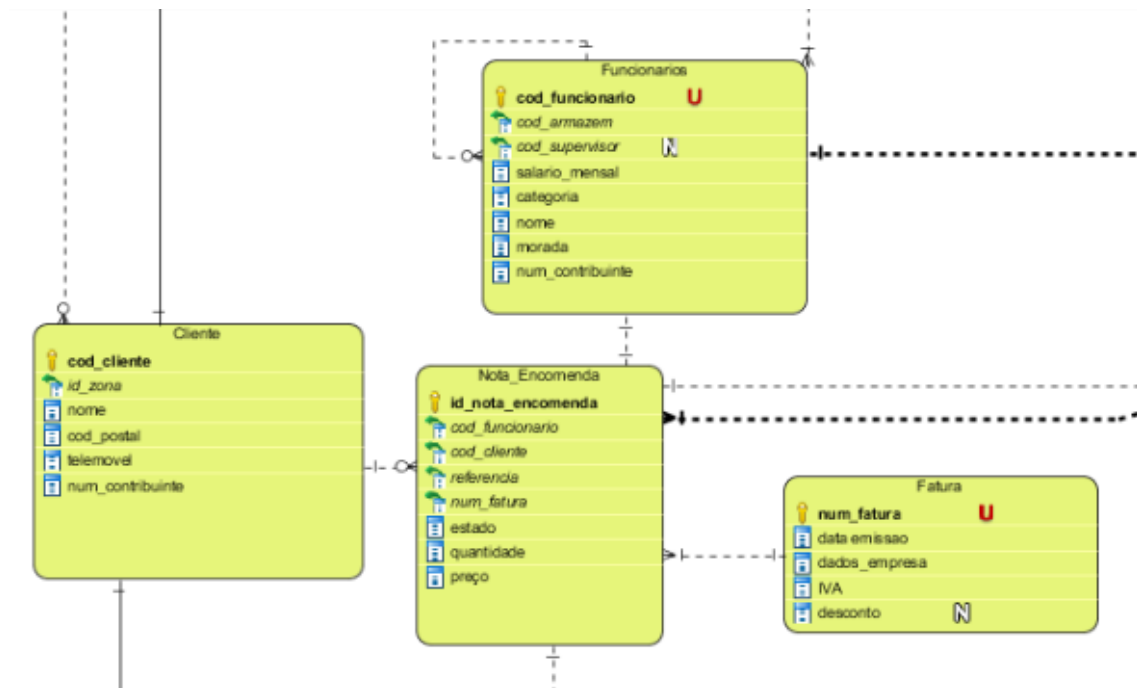 Funcionarios
cod_funcionario U
cod_armazem
cod_supervisor N
salario_mensal
categoria
nome
morada
num_contribuinte
Cliente
cod_cliente
id_zona
nome
cod_postal
telemovel
num_contribuinte
Nota_Encomenda
id_nota_encomenda
cod_funcionario
cod_cliente
referencia
num_fatura
estado
quantidade
preço
Fatura
num_fatura U
data emissao
dados_empresa
IVA
desconto N